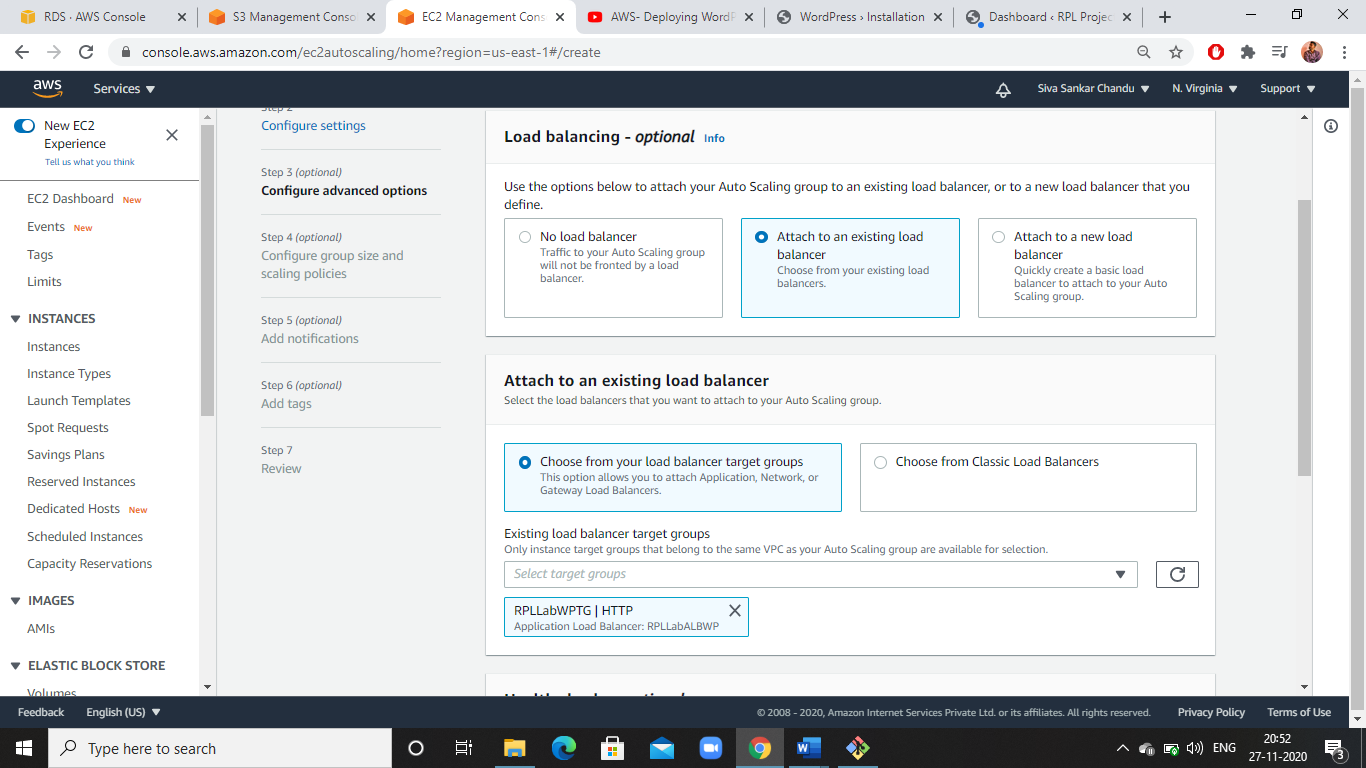 RDS · AWS Console
S3 Management Conso
EC2 Management Cons
AWS- Deploying WordP
WordPress › Installation
Dashboard ‹ RPL Projec
console.aws.amazon.com/ec2autoscaling/home?region=us-east-1#/create
aws
Services
Siva Sankar Chandu
N. Virginia
Support
New EC2
Experience
Tell us what you think
EC2 Dashboard New
Events New
Tags
Limits
INSTANCES
Instances
Instance Types
Launch Templates
Spot Requests
Savings Plans
Reserved Instances
Dedicated Hosts New
Scheduled Instances
Capacity Reservations
IMAGES
AMIs
ELASTIC BLOCK STORE
Volumes
Step 2
Configure settings
Step 3 (optional)
Configure advanced options
Step 4 (optional)
Configure group size and
scaling policies
Step 5 (optional)
Add notifications
Step 6 (optional)
Add tags
Step 7
Review
Load balancing - optional Info
Use the options below to attach your Auto Scaling group to an existing load balancer, or to a new load balancer that you
define.
No load balancer
Traffic to your Auto Scaling group
will not be fronted by a load
balancer.
Attach to an existing load
balancer
Choose from your existing load
balancers.
Attach to a new load
balancer
Quickly create a basic load
balancer to attach to your Auto
Scaling group.
Attach to an existing load balancer
Select the load balancers that you want to attach to your Auto Scaling group.
Choose from your load balancer target groups
This option allows you to attach Application, Network, or
Gateway Load Balancers.
Choose from Classic Load Balancers
Existing load balancer target groups
Only instance target groups that belong to the same VPC as your Auto Scaling group are available for selection.
Select target groups
RPLLabWPTG | HTTP
Application Load Balancer: RPLLabALBWP
Feedback
English (US)
© 2008 - 2020, Amazon Internet Services Private Ltd. or its affiliates. All rights reserved.
Privacy Policy
Terms of Use
Type here to search
ENG
20:52
27-11-2020
3